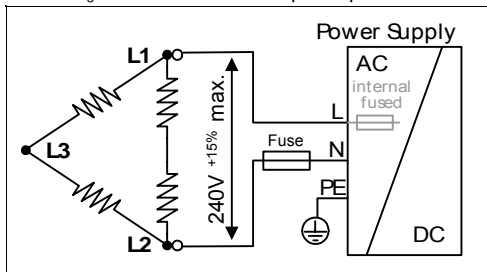 Power Supply
L1
AC
internal
fused
L
240V +15% max.
Fuse
N
L3
PE
L2
DC